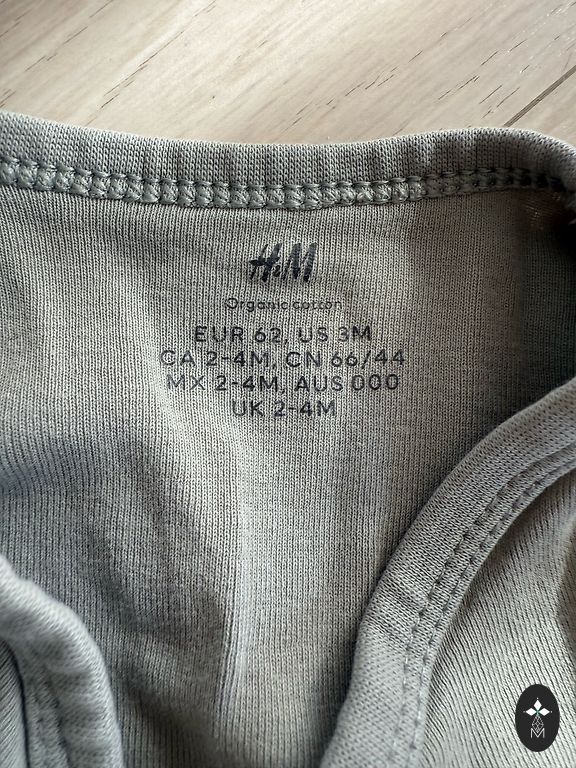 H&M
Organic cotton
EUR 62, US 3M
CA 2-4M, CN 66/44
MX 2-4M, AUS 000
UK 2-4M
M